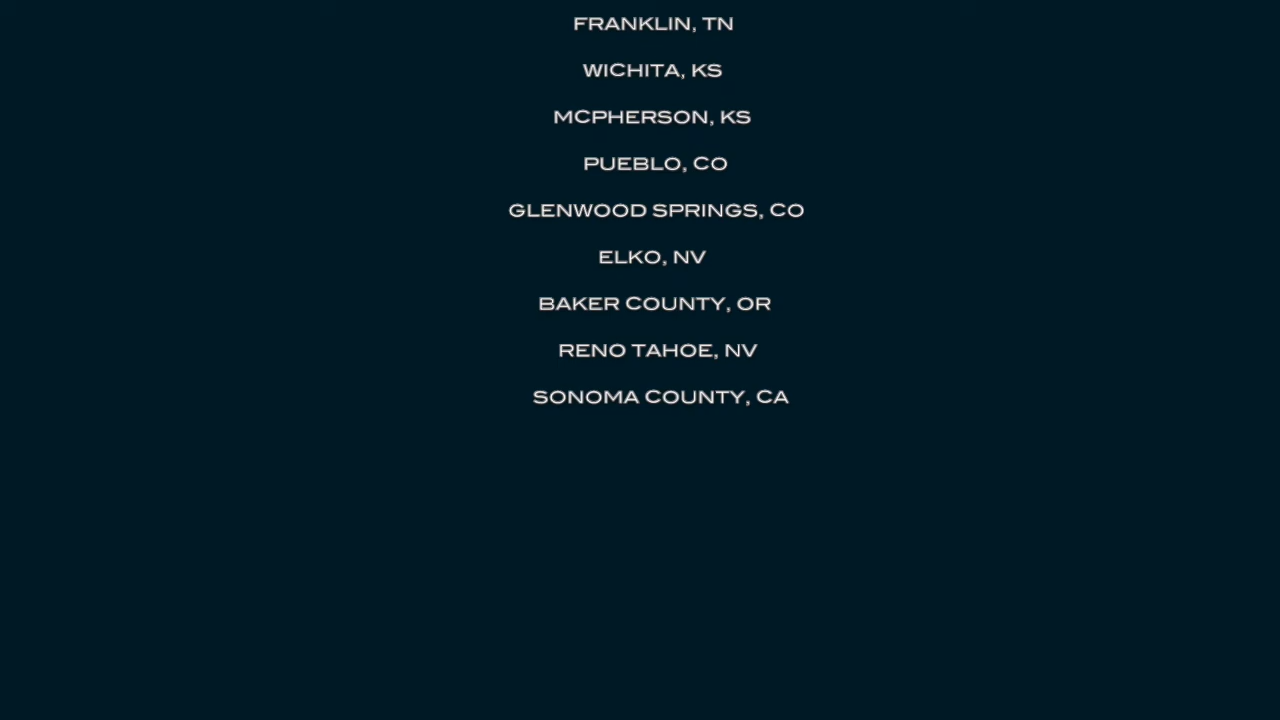 FRANKLIN, TN
WICHITA, KS
MCPHERSON, KS
PUEBLO, CO
GLENWOOD SPRINGS, CO
ELKO, NV
BAKER COUNTY, OR
RENO TAHOE, NV
SONOMA COUNTY, CA